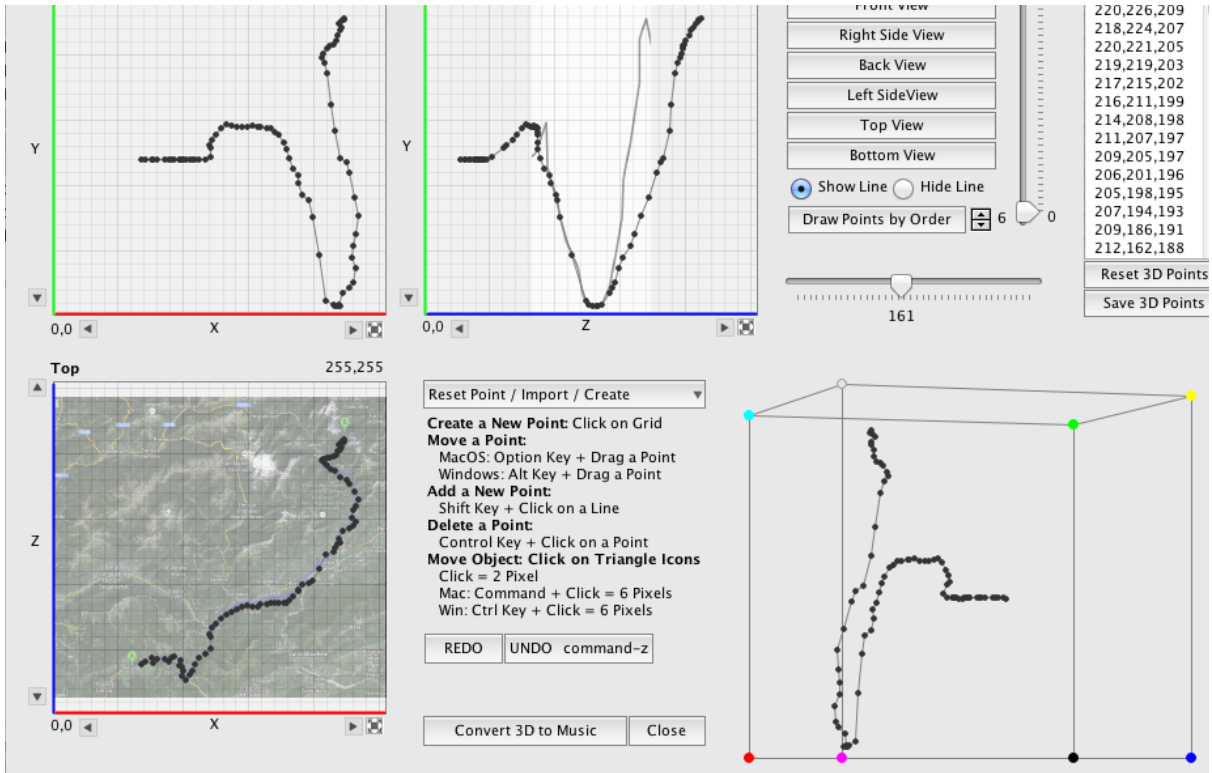 Front View
Right Side View
Back View
Left SideView
Top View
Bottom View
Show Line
Hide Line
Draw Points by Order
6
0
161
220,226,209
218,224,207
220,221,205
219,219,203
217,215,202
216,211,199
214,208,198
211,207,197
209,205,197
206,201,196
205,198,195
207,194,193
209,186,191
212,162,188
Reset 3D Points
Save 3D Points
Y
0,0
X
Y
0,0
Z
Top
255,255
Z
0,0
X
Reset Point / Import / Create
Create a New Point: Click on Grid
Move a Point:
MacOS: Option Key + Drag a Point
Windows: Alt Key + Drag a Point
Add a New Point:
Shift Key + Click on a Line
Delete a Point:
Control Key + Click on a Point
Move Object: Click on Triangle Icons
Click = 2 Pixel
Mac: Command + Click = 6 Pixels
Win: Ctrl Key + Click = 6 Pixels
REDO
UNDO command-z
Convert 3D to Music
Close